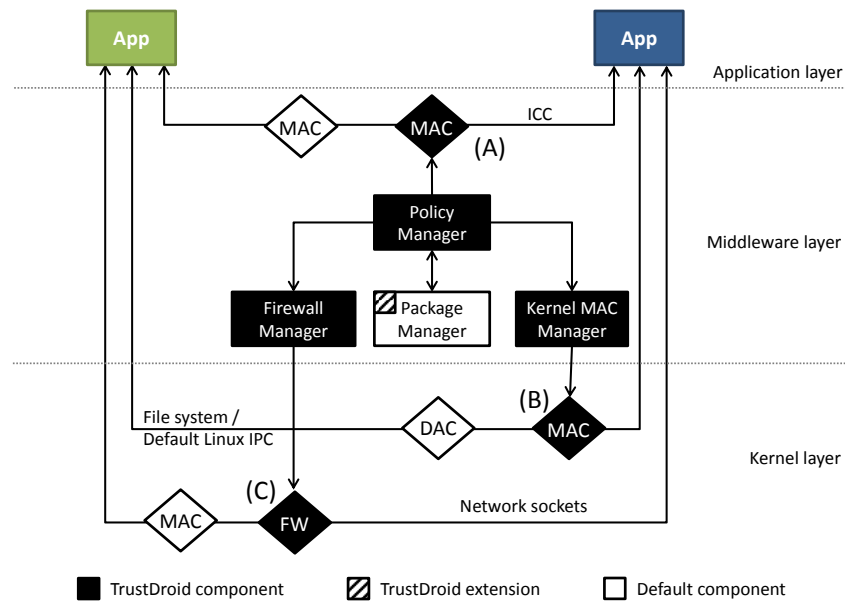 App
App
Application layer
ICC
MAC
MAC
(A)
Policy
Manager
Middleware layer
Firewall
Manager
Package
Manager
Kernel MAC
Manager
(B)
File system /
Default Linux IPC
DAC
MAC
Kernel layer
(C)
Network sockets
MAC
FW
TrustDroid component
TrustDroid extension
Default component